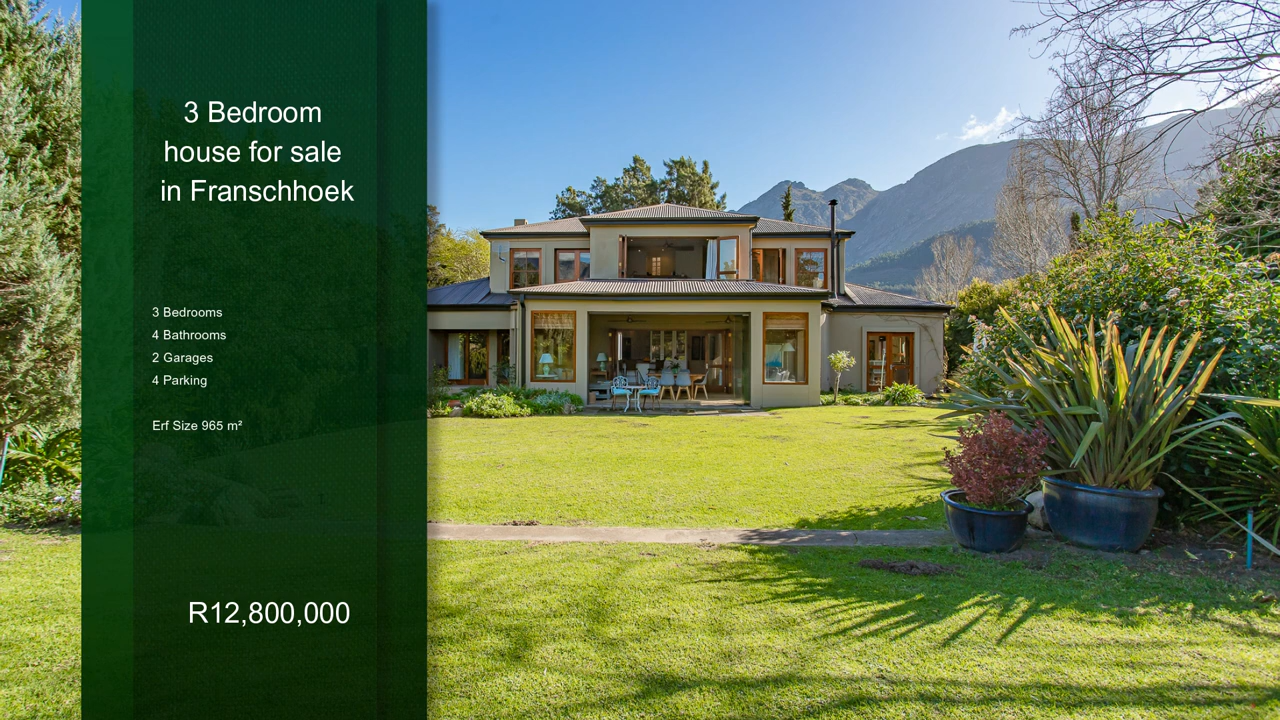 3 Bedroom
house for sale
in Franschhoek
3 Bedrooms
4 Bathrooms
2 Garages
4 Parking
Erf Size 965 m²
R12,800,000